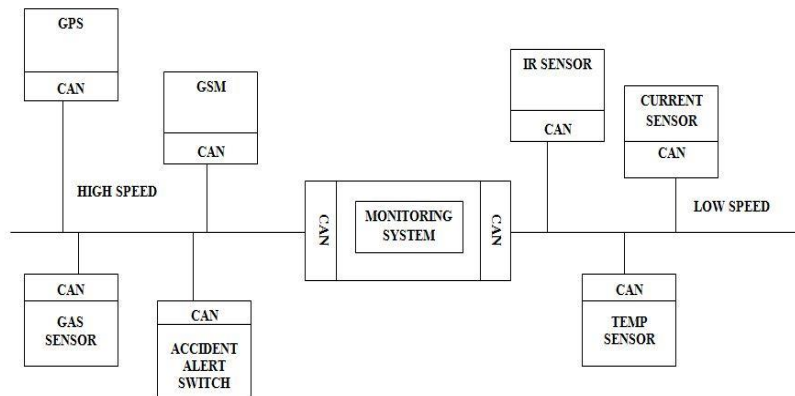 GPS
CAN
GSM
CAN
HIGH SPEED
IR SENSOR
CAN
CURRENT
SENSOR
CAN
LOW SPEED
CAN
MONITORING
SYSTEM
CAN
CAN
GAS
SENSOR
CAN
ACCIDENT
ALERT
SWITCH
CAN
TEMP
SENSOR